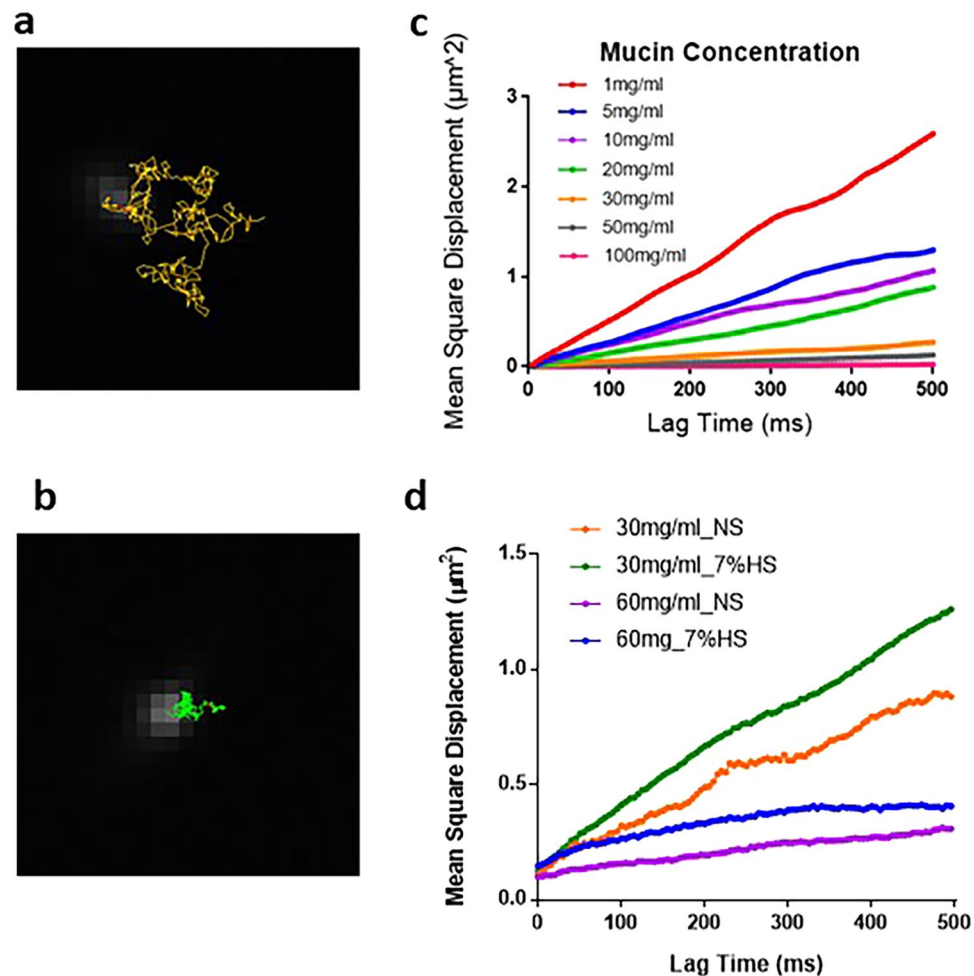 a
c
Mucin Concentration
Mean Square Displacement (µm^2)
3
2
1
0
1mg/ml
5mg/ml
10mg/ml
20mg/ml
30mg/ml
50mg/ml
100mg/ml
0 100 200 300 400 500
Lag Time (ms)
b
d
Mean Square Displacement (µm²)
1.5
1.0
0.5
0.0
30mg/ml_NS
30mg/ml_7%HS
60mg/ml_NS
60mg_7%HS
0 100 200 300 400 500
Lag Time (ms)